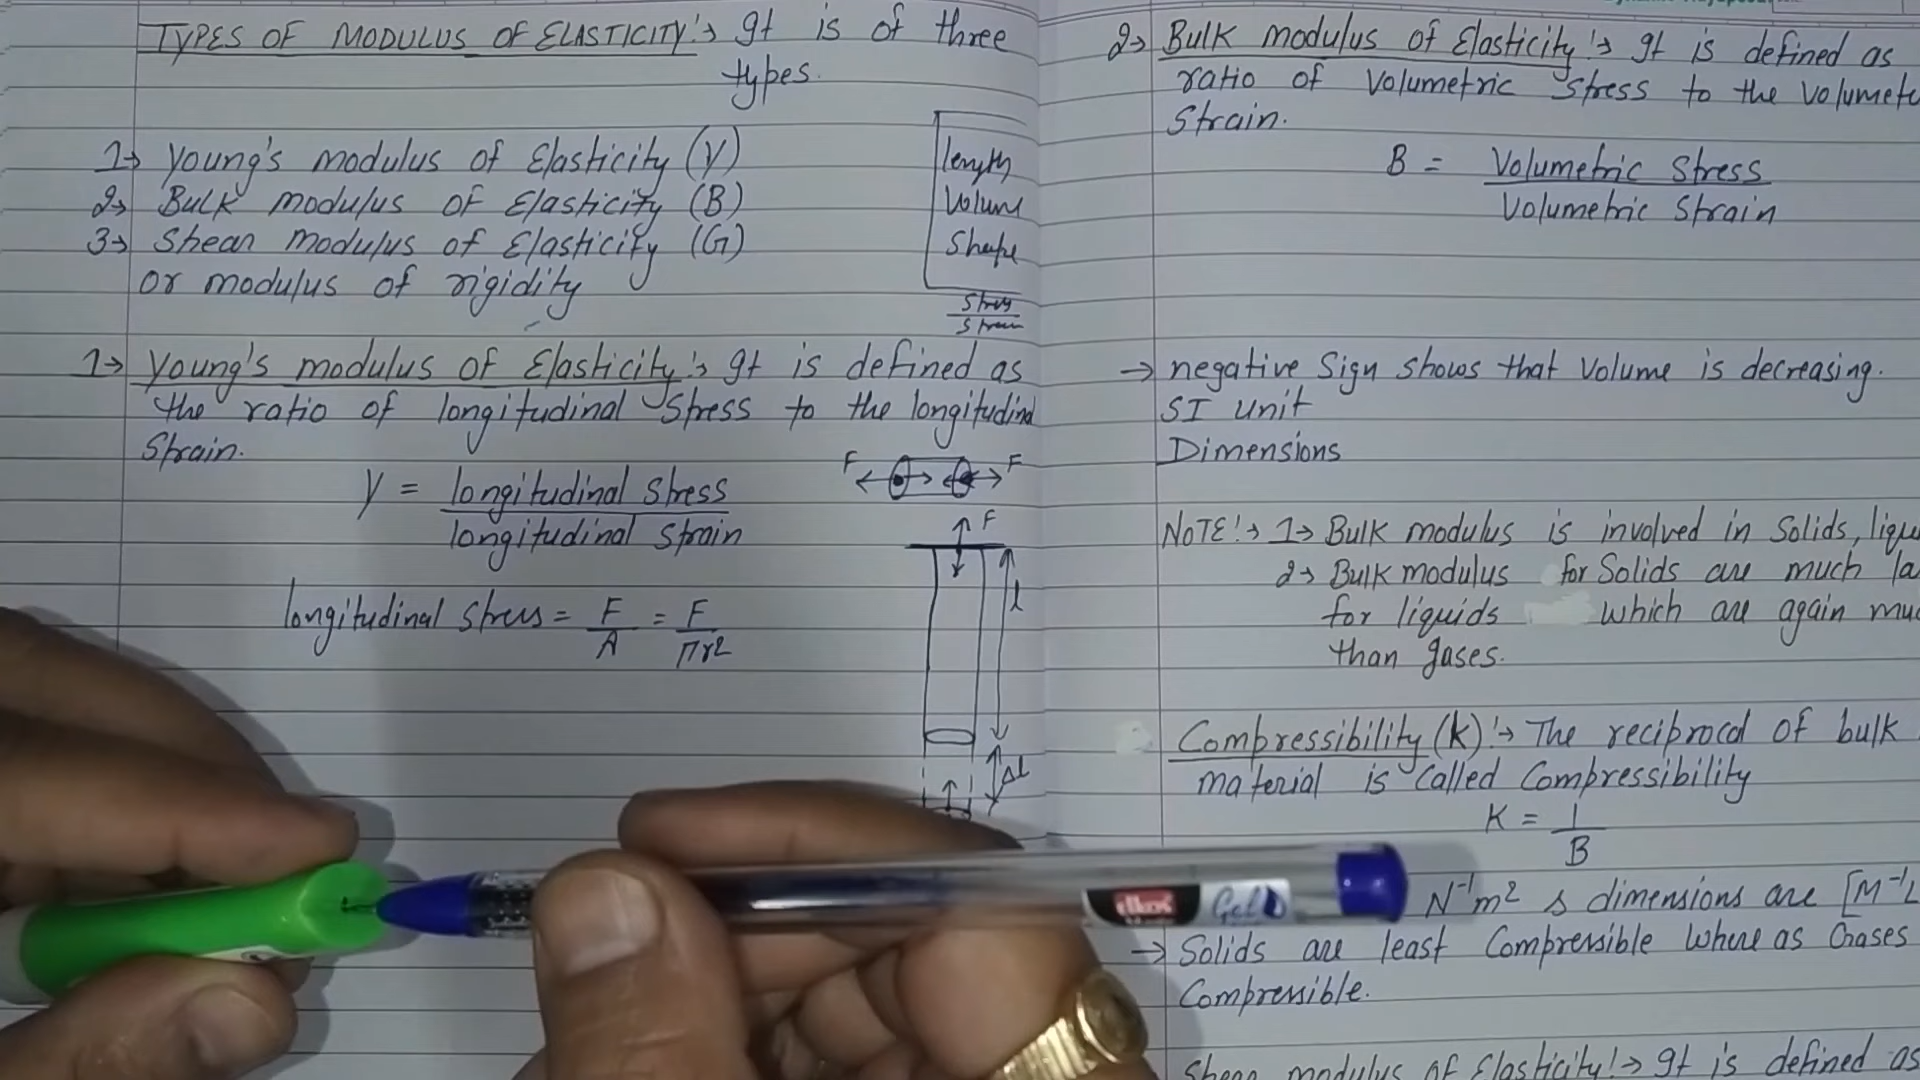 TYPES OF MODULUS OF ELASTICITY :→ It is of three
types.
1→ Young's modulus of Elasticity (Y)
2→ Bulk modulus of Elasticity (B)
3→ Shear modulus of Elasticity (G)
or modulus of rigidity
length
Volume
Shape
Stress
Strain
1→ Young's modulus of Elasticity :→ It is defined as
the ratio of longitudinal Stress to the longitudinal
Strain.
Y = longitudinal stress
longitudinal strain
F F
F
l
longitudinal stress = F = F
A πr2
Δl
2→ Bulk modulus of Elasticity :→ It is defined as
ratio of Volumetric Stress to the Volumet
Strain.
B = Volumetric Stress
Volumetric Strain
→ negative Sign shows that Volume is decreasing.
SI unit
Dimensions
NOTE :→ 1→ Bulk modulus is involved in Solids, liqu
2→ Bulk modulus for Solids are much la
for liquids which are again muc
than gases.
Compressibility (k) :→ The reciprocal of bulk
material is called Compressibility
K = 1
B
N-1m2 & dimensions are [M-1L
→ Solids are least Compressible where as Gases
Compressible.
Shear modulus of Elasticity :→ It is defined as
elkos Gel